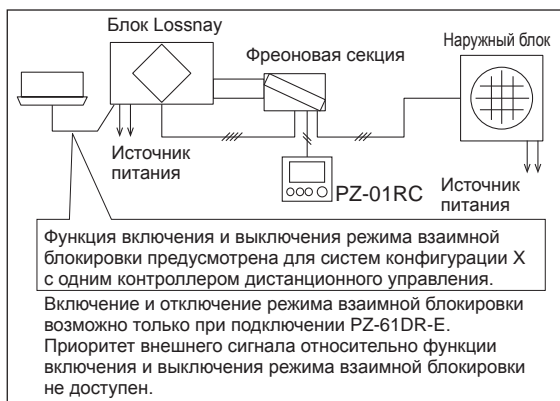 Блок Lossnay
Фреоновая секция
Наружный блок
Источник
питания
PZ-01RC
Источник
питания
Функция включения и выключения режима взаимной
блокировки предусмотрена для систем конфигурации X
с одним контроллером дистанционного управления.
Включение и отключение режима взаимной блокировки
возможно только при подключении PZ-61DR-E.
Приоритет внешнего сигнала относительно функции
включения и выключения режима взаимной блокировки
не доступен.